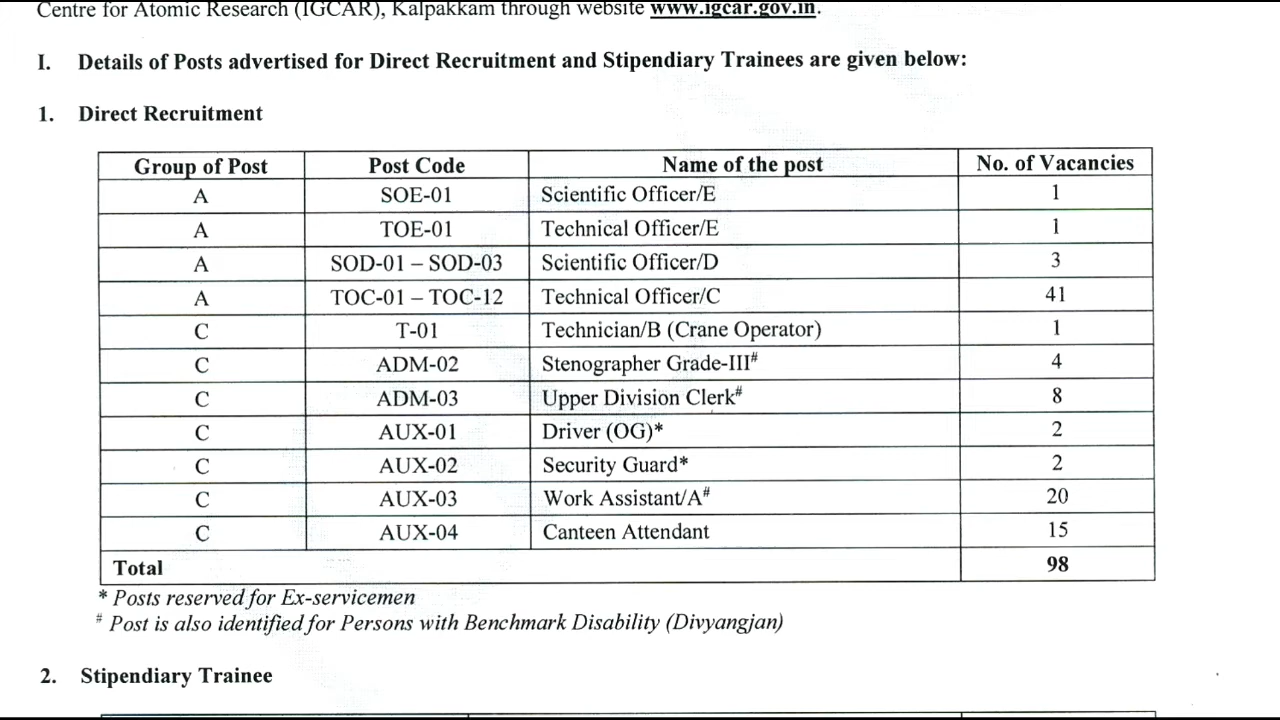 Centre for Atomic Research (IGCAR), Kalpakkam through website www.igcar.gov.in.
I. Details of Posts advertised for Direct Recruitment and Stipendiary Trainees are given below:
1. Direct Recruitment
Group of Post Post Code Name of the post No. of Vacancies
A SOE-01 Scientific Officer/E 1
A TOE-01 Technical Officer/E 1
A SOD-01 – SOD-03 Scientific Officer/D 3
A TOC-01 – TOC-12 Technical Officer/C 41
C T-01 Technician/B (Crane Operator) 1
C ADM-02 Stenographer Grade-III# 4
C ADM-03 Upper Division Clerk# 8
C AUX-01 Driver (OG)* 2
C AUX-02 Security Guard* 2
C AUX-03 Work Assistant/A# 20
C AUX-04 Canteen Attendant 15
Total 98
* Posts reserved for Ex-servicemen
# Post is also identified for Persons with Benchmark Disability (Divyangjan)
2. Stipendiary Trainee